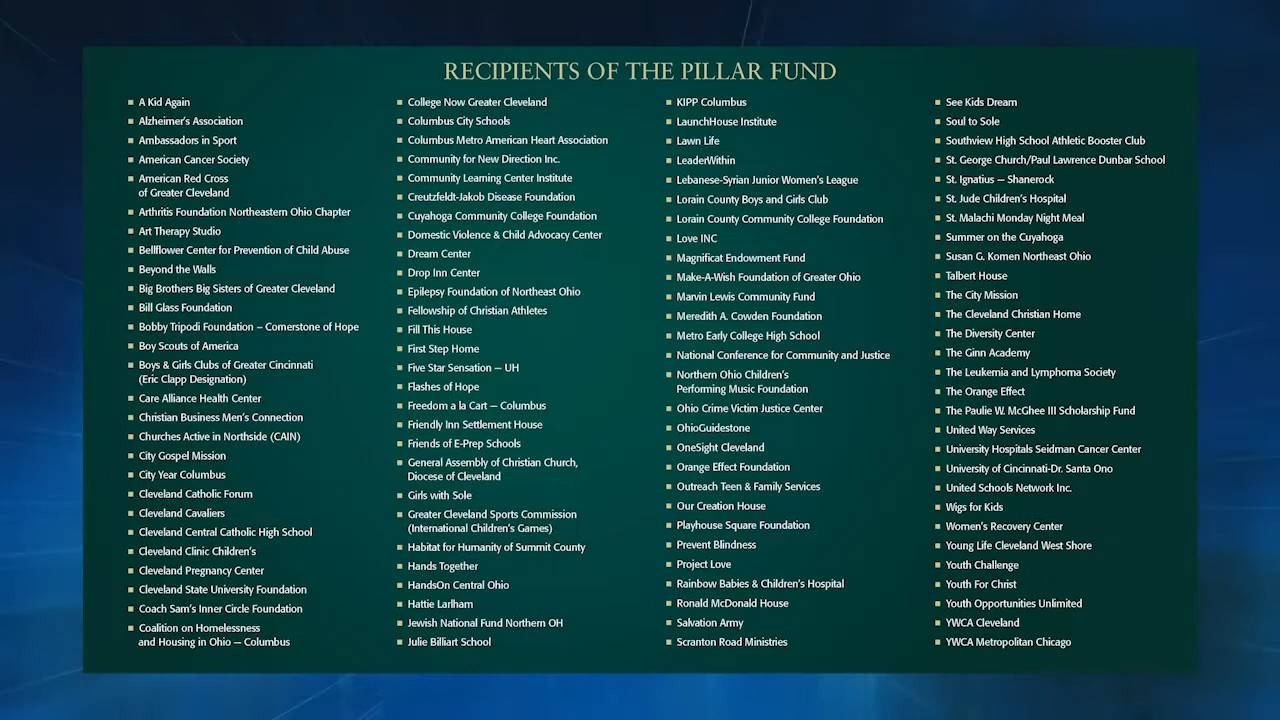 RECIPIENTS OF THE PILLAR FUND
A Kid Again
Alzheimer's Association
Ambassadors in Sport
American Cancer Society
American Red Cross
of Greater Cleveland
Arthritis Foundation Northeastern Ohio Chapter
Art Therapy Studio
Bellflower Center for Prevention of Child Abuse
Beyond the Walls
Big Brothers Big Sisters of Greater Cleveland
Bill Glass Foundation
Bobby Tripodi Foundation – Cornerstone of Hope
Boy Scouts of America
Boys & Girls Clubs of Greater Cincinnati
(Eric Clapp Designation)
Care Alliance Health Center
Christian Business Men's Connection
Churches Active in Northside (CAIN)
City Gospel Mission
City Year Columbus
Cleveland Catholic Forum
Cleveland Cavaliers
Cleveland Central Catholic High School
Cleveland Clinic Children's
Cleveland Pregnancy Center
Cleveland State University Foundation
Coach Sam's Inner Circle Foundation
Coalition on Homelessness
and Housing in Ohio – Columbus
College Now Greater Cleveland
Columbus City Schools
Columbus Metro American Heart Association
Community for New Direction Inc.
Community Learning Center Institute
Creutzfeldt-Jakob Disease Foundation
Cuyahoga Community College Foundation
Domestic Violence & Child Advocacy Center
Dream Center
Drop Inn Center
Epilepsy Foundation of Northeast Ohio
Fellowship of Christian Athletes
Fill This House
First Step Home
Five Star Sensation – UH
Flashes of Hope
Freedom a la Cart – Columbus
Friendly Inn Settlement House
Friends of E-Prep Schools
General Assembly of Christian Church,
Diocese of Cleveland
Girls with Sole
Greater Cleveland Sports Commission
(International Children's Games)
Habitat for Humanity of Summit County
Hands Together
HandsOn Central Ohio
Hattie Larlham
Jewish National Fund Northern OH
Julie Billiart School
KIPP Columbus
LaunchHouse Institute
Lawn Life
LeaderWithin
Lebanese-Syrian Junior Women's League
Lorain County Boys and Girls Club
Lorain County Community College Foundation
Love INC
Magnificat Endowment Fund
Make-A-Wish Foundation of Greater Ohio
Marvin Lewis Community Fund
Meredith A. Cowden Foundation
Metro Early College High School
National Conference for Community and Justice
Northern Ohio Children's
Performing Music Foundation
Ohio Crime Victim Justice Center
OhioGuidestone
OneSight Cleveland
Orange Effect Foundation
Outreach Teen & Family Services
Our Creation House
Playhouse Square Foundation
Prevent Blindness
Project Love
Rainbow Babies & Children's Hospital
Ronald McDonald House
Salvation Army
Scranton Road Ministries
See Kids Dream
Soul to Sole
Southview High School Athletic Booster Club
St. George Church/Paul Lawrence Dunbar School
St. Ignatius – Shanerock
St. Jude Children's Hospital
St. Malachi Monday Night Meal
Summer on the Cuyahoga
Susan G. Komen Northeast Ohio
Talbert House
The City Mission
The Cleveland Christian Home
The Diversity Center
The Ginn Academy
The Leukemia and Lymphoma Society
The Orange Effect
The Paulie W. McGhee III Scholarship Fund
United Way Services
University Hospitals Seidman Cancer Center
University of Cincinnati-Dr. Santa Ono
United Schools Network Inc.
Wigs for Kids
Women's Recovery Center
Young Life Cleveland West Shore
Youth Challenge
Youth For Christ
Youth Opportunities Unlimited
YWCA Cleveland
YWCA Metropolitan Chicago